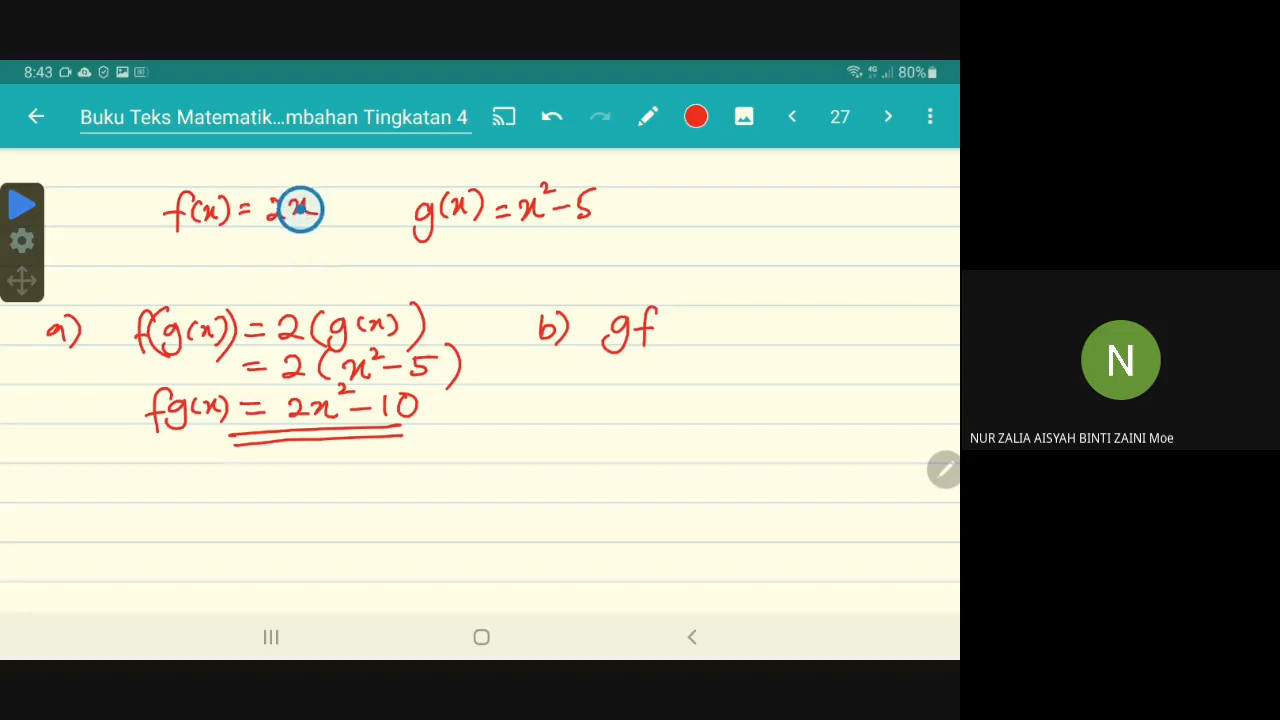 8:43 80%
Buku Teks Matematik...mbahan Tingkatan 4 27
f(x) = 2x g(x) = x² - 5
a) f(g(x)) = 2(g(x)) b) gf
= 2(x² - 5)
fg(x) = 2x² - 10
N
NUR ZALIA AISYAH BINTI ZAINI Moe